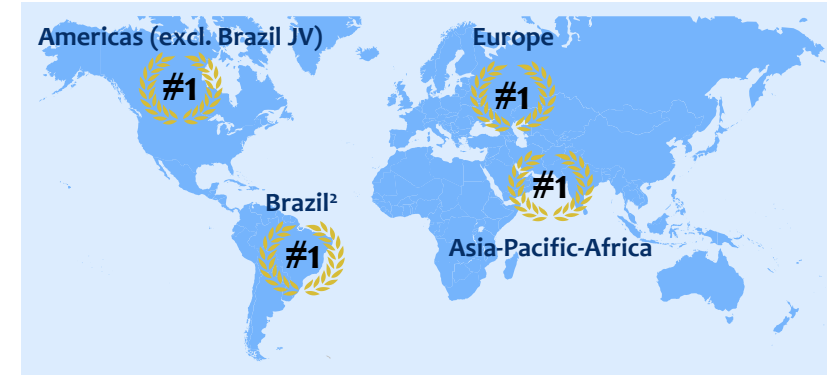 Americas (excl. Brazil JV)
#1
Europe
#1
#1
Asia-Pacific-Africa
Brazil²
#1